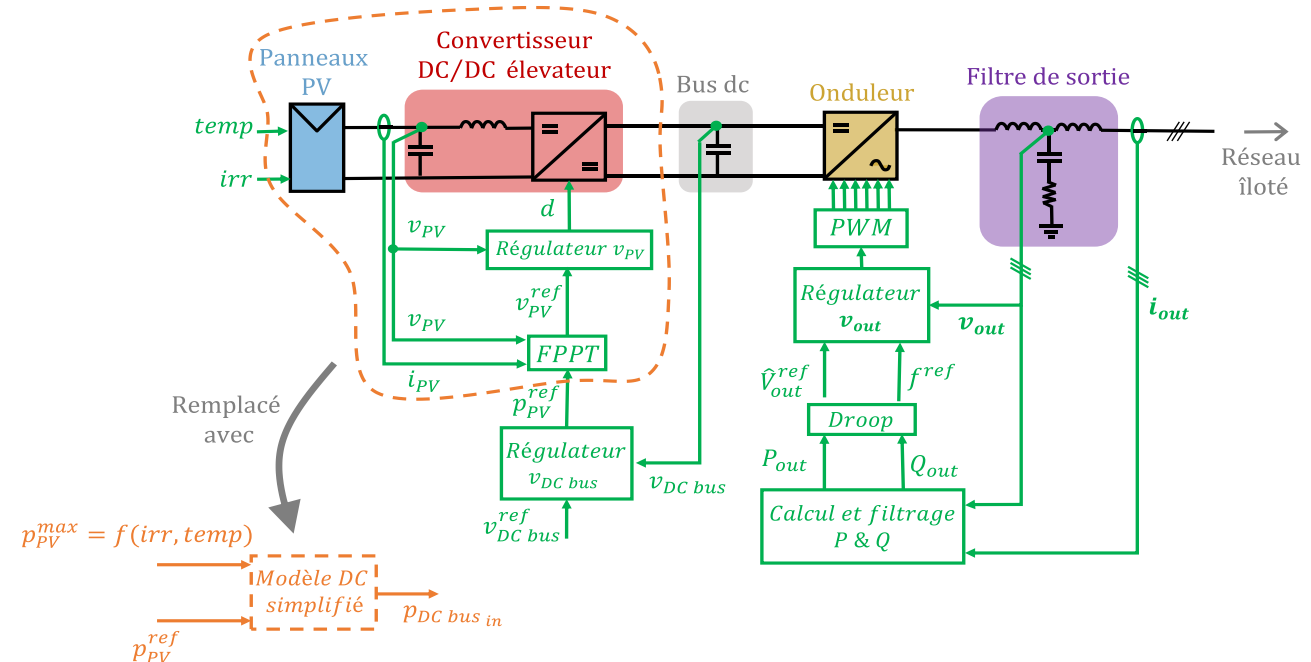 Panneaux
PV
Convertisseur
DC/DC élevateur
Bus dc
Onduleur
Filtre de sortie
temp
irr
Réseau
îloté
d
PWM
v_PV
Régulateur v_PV
v_PV^ref
v_PV
FPPT
i_PV
p_PV^ref
Régulateur
v_DC bus
v_DC bus
v_DC bus^ref
Régulateur
v_out
v_out
i_out
V̂_out^ref
f^ref
Droop
P_out
Q_out
Calcul et filtrage
P & Q
Remplacé
avec
p_PV^max = f(irr, temp)
Modèle DC
simplifié
p_DC bus in
p_PV^ref